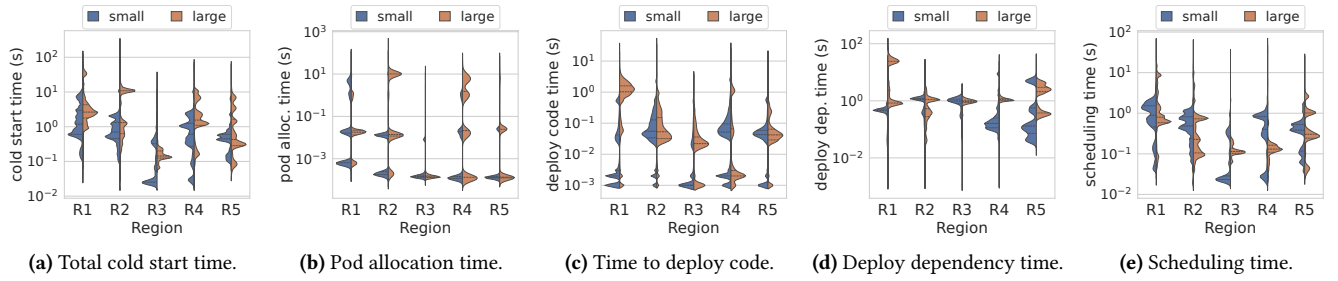 small large
cold start time (s)
10²
10¹
10⁰
10⁻¹
10⁻²
R1 R2 R3 R4 R5
Region
(a) Total cold start time.
small large
pod alloc. time (s)
10³
10¹
10⁻¹
10⁻³
R1 R2 R3 R4 R5
Region
(b) Pod allocation time.
small large
deploy code time (s)
10¹
10⁰
10⁻¹
10⁻²
10⁻³
R1 R2 R3 R4 R5
Region
(c) Time to deploy code.
small large
deploy dep. time (s)
10²
10⁰
10⁻²
R1 R2 R3 R4 R5
Region
(d) Deploy dependency time.
small large
scheduling time (s)
10²
10¹
10⁰
10⁻¹
10⁻²
R1 R2 R3 R4 R5
Region
(e) Scheduling time.